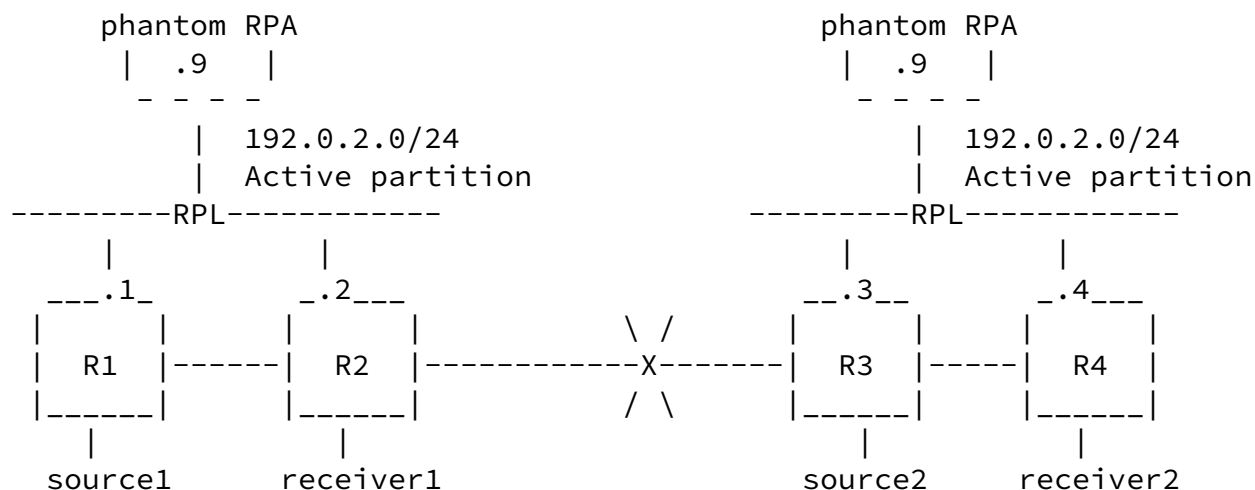 phantom RPA phantom RPA
.9 .9
192.0.2.0/24 192.0.2.0/24
Active partition Active partition
RPL RPL
.1 .2 .3 .4
R1 R2 X R3 R4
source1 receiver1 source2 receiver2